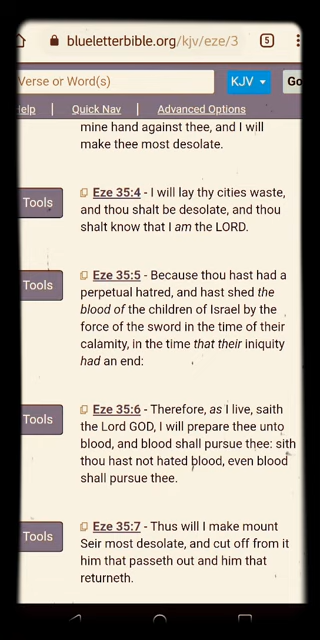 blueletterbible.org/kjv/eze/3
5
Verse or Word(s)
KJV
Go
Help | Quick Nav | Advanced Options
mine hand against thee, and I will
make thee most desolate.
Tools
Eze 35:4 - I will lay thy cities waste,
and thou shalt be desolate, and thou
shalt know that I am the LORD.
Tools
Eze 35:5 - Because thou hast had a
perpetual hatred, and hast shed the
blood of the children of Israel by the
force of the sword in the time of their
calamity, in the time that their iniquity
had an end:
Tools
Eze 35:6 - Therefore, as I live, saith
the Lord GOD, I will prepare thee unto
blood, and blood shall pursue thee: sith
thou hast not hated blood, even blood
shall pursue thee.
Tools
Eze 35:7 - Thus will I make mount
Seir most desolate, and cut off from it
him that passeth out and him that
returneth.